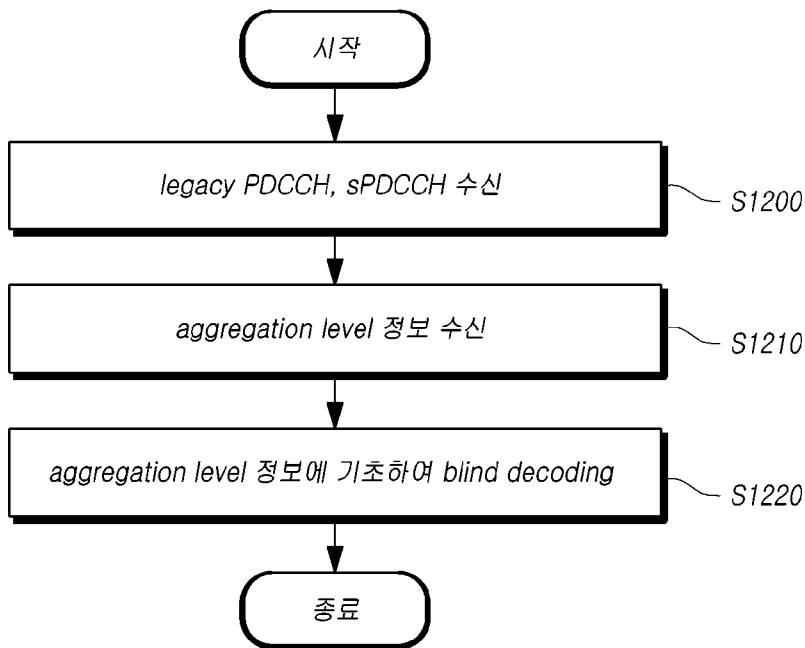 시작
legacy PDCCH, sPDCCH 수신
S1200
aggregation level 정보 수신
S1210
aggregation level 정보에 기초하여 blind decoding
S1220
종료